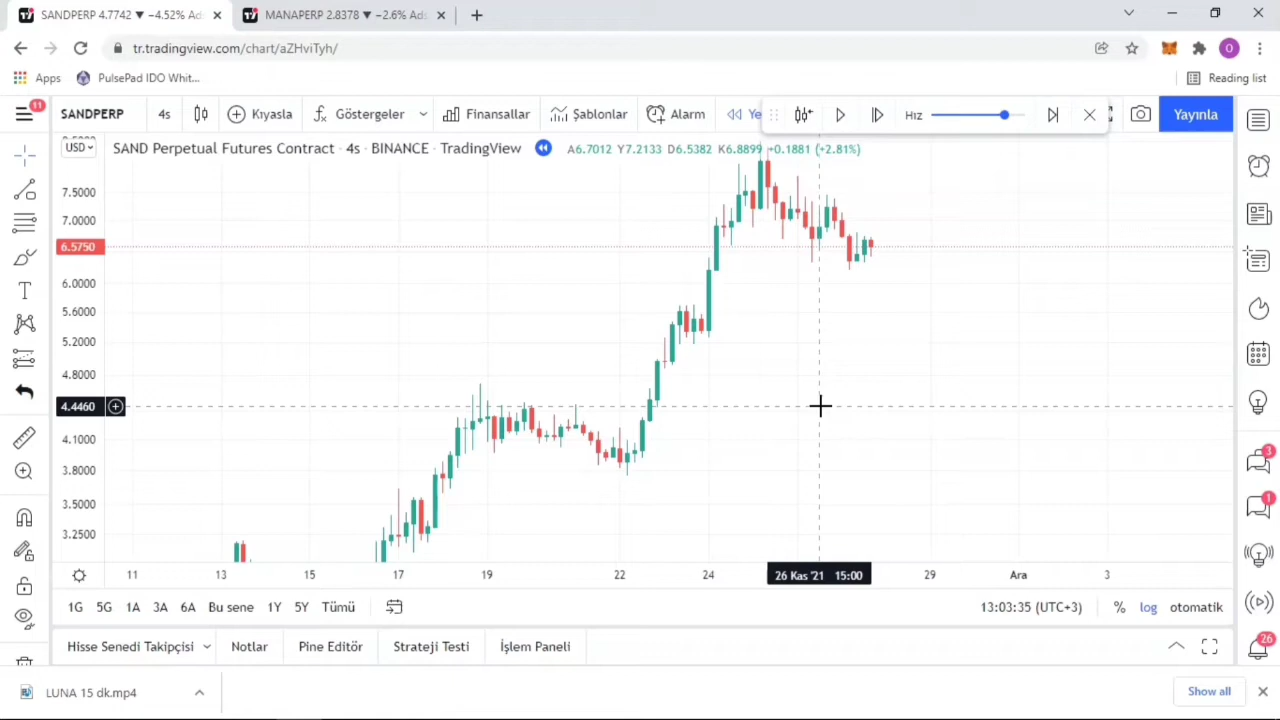 SANDPERP 4.7742 ▼ −4.52% Ad
MANAPERP 2.8378 ▼ −2.6% Ads
tr.tradingview.com/chart/aZHviTyh/
O
Apps
PulsePad IDO Whit...
Reading list
11
SANDPERP
4s
Kıyasla
Göstergeler
Finansallar
Şablonlar
Alarm
Ye
Hız
Yayınla
USD
SAND Perpetual Futures Contract · 4s · BINANCE · TradingView
A6.7012 Y7.2133 D6.5382 K6.8899 +0.1881 (+2.81%)
7.5000
7.0000
6.5750
6.0000
5.6000
5.2000
4.8000
4.4460
4.1000
3.8000
3.5000
3.2500
11
13
15
17
19
22
24
26 Kas '21 15:00
29
Ara
3
1G
5G
1A
3A
6A
Bu sene
1Y
5Y
Tümü
13:03:35 (UTC+3)
%
log
otomatik
Hisse Senedi Takipçisi
Notlar
Pine Editör
Strateji Testi
İşlem Paneli
3
1
26
LUNA 15 dk.mp4
Show all